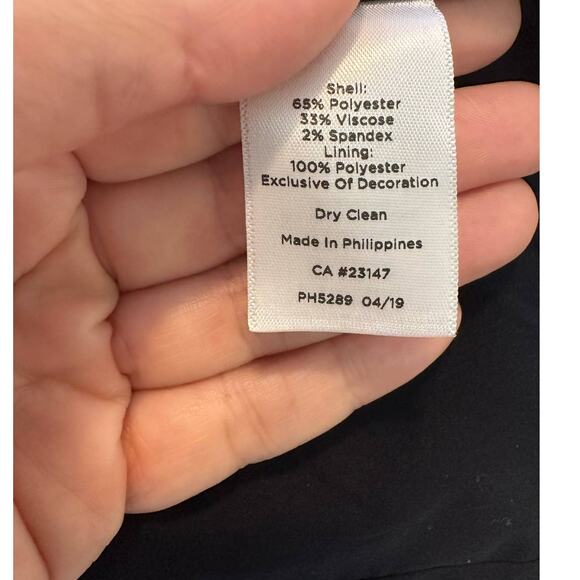 Shell:
65% Polyester
33% Viscose
2% Spandex
Lining:
100% Polyester
Exclusive Of Decoration
Dry Clean
Made In Philippines
CA #23147
PH5289 04/19